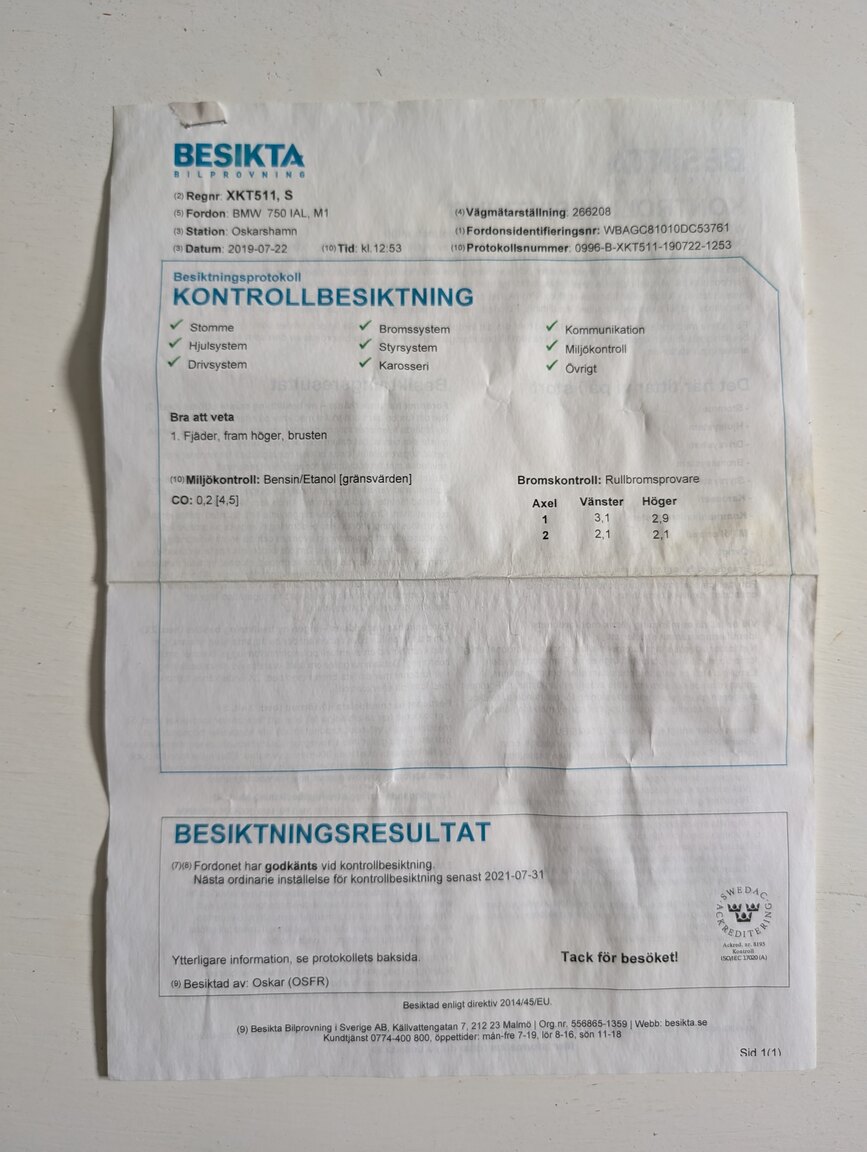 BESIKTA
BILPROVNING
(2) Regnr: XKT511, S
(5) Fordon: BMW 750 IAL, M1
(4) Vägmätarställning: 266208
(3) Station: Oskarshamn
(1) Fordonsidentifieringsnr: WBAGC81010DC53761
(3) Datum: 2019-07-22 (10) Tid: kl.12:53
(10) Protokollsnummer: 0996-B-XKT511-190722-1253
Besiktningsprotokoll
KONTROLLBESIKTNING
Stomme
Hjulsystem
Drivsystem
Bromssystem
Styrsystem
Karosseri
Kommunikation
Miljökontroll
Övrigt
Bra att veta
1. Fjäder, fram höger, brusten
(10) Miljökontroll: Bensin/Etanol [gränsvärden]
CO: 0,2 [4,5]
Bromskontroll: Rullbromsprovare
Axel Vänster Höger
1 3,1 2,9
2 2,1 2,1
BESIKTNINGSRESULTAT
(7)(8) Fordonet har godkänts vid kontrollbesiktning.
Nästa ordinarie inställelse för kontrollbesiktning senast 2021-07-31
SWEDAC
ACKREDITERING
Ackred. nr. 8193
Kontroll
ISO/IEC 17020 (A)
Ytterligare information, se protokollets baksida.
Tack för besöket!
(9) Besiktad av: Oskar (OSFR)
Besiktad enligt direktiv 2014/45/EU.
(9) Besikta Bilprovning i Sverige AB, Källvattengatan 7, 212 23 Malmö | Org.nr. 556865-1359 | Webb: besikta.se
Kundtjänst 0774-400 800, öppettider: mån-fre 7-19, lör 8-16, sön 11-18
Sid 1(1)